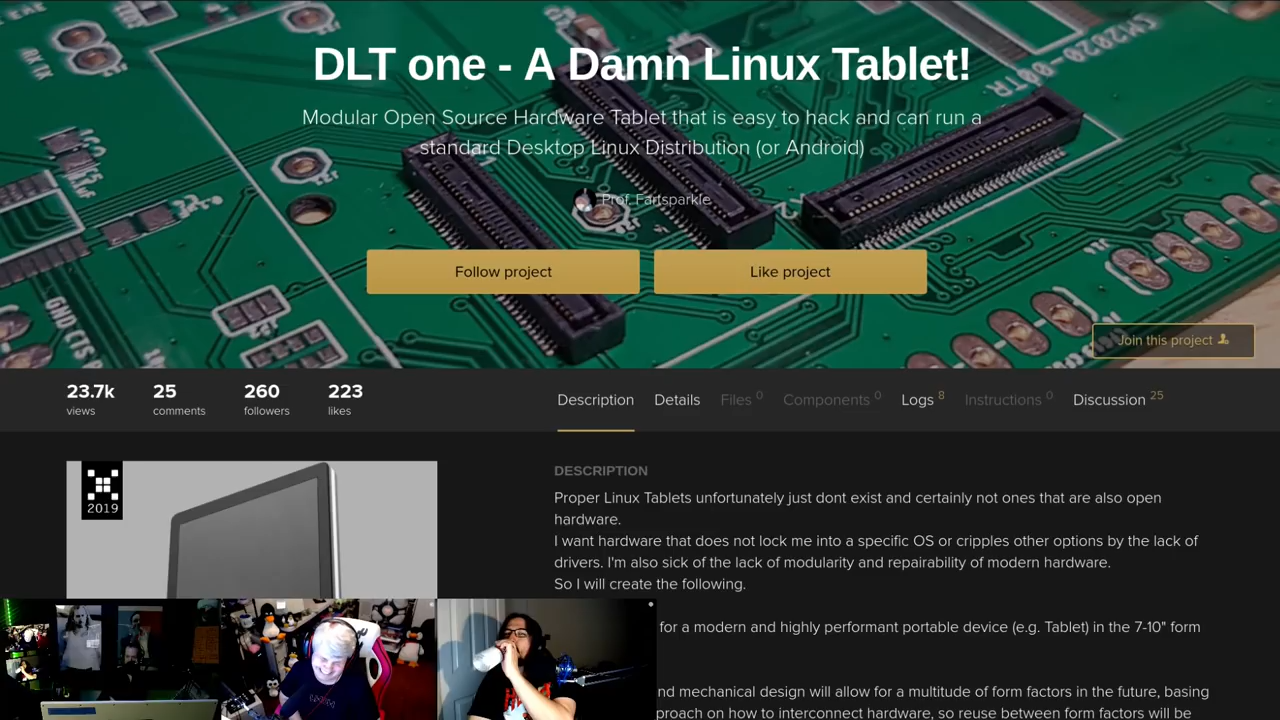 DLT one - A Damn Linux Tablet!
Modular Open Source Hardware Tablet that is easy to hack and can run a
standard Desktop Linux Distribution (or Android)
Prof. Fartsparkle
Follow project
Like project
GND CTS
Join this project
23.7k
views
25
comments
260
followers
223
likes
Description
Details
Files 0
Components 0
Logs 8
Instructions 0
Discussion 25
2019
DESCRIPTION
Proper Linux Tablets unfortunately just dont exist and certainly not ones that are also open
hardware.
I want hardware that does not lock me into a specific OS or cripples other options by the lack of
drivers. I'm also sick of the lack of modularity and repairability of modern hardware.
So I will create the following.
for a modern and highly performant portable device (e.g. Tablet) in the 7-10" form
nd mechanical design will allow for a multitude of form factors in the future, basing
proach on how to interconnect hardware, so reuse between form factors will be